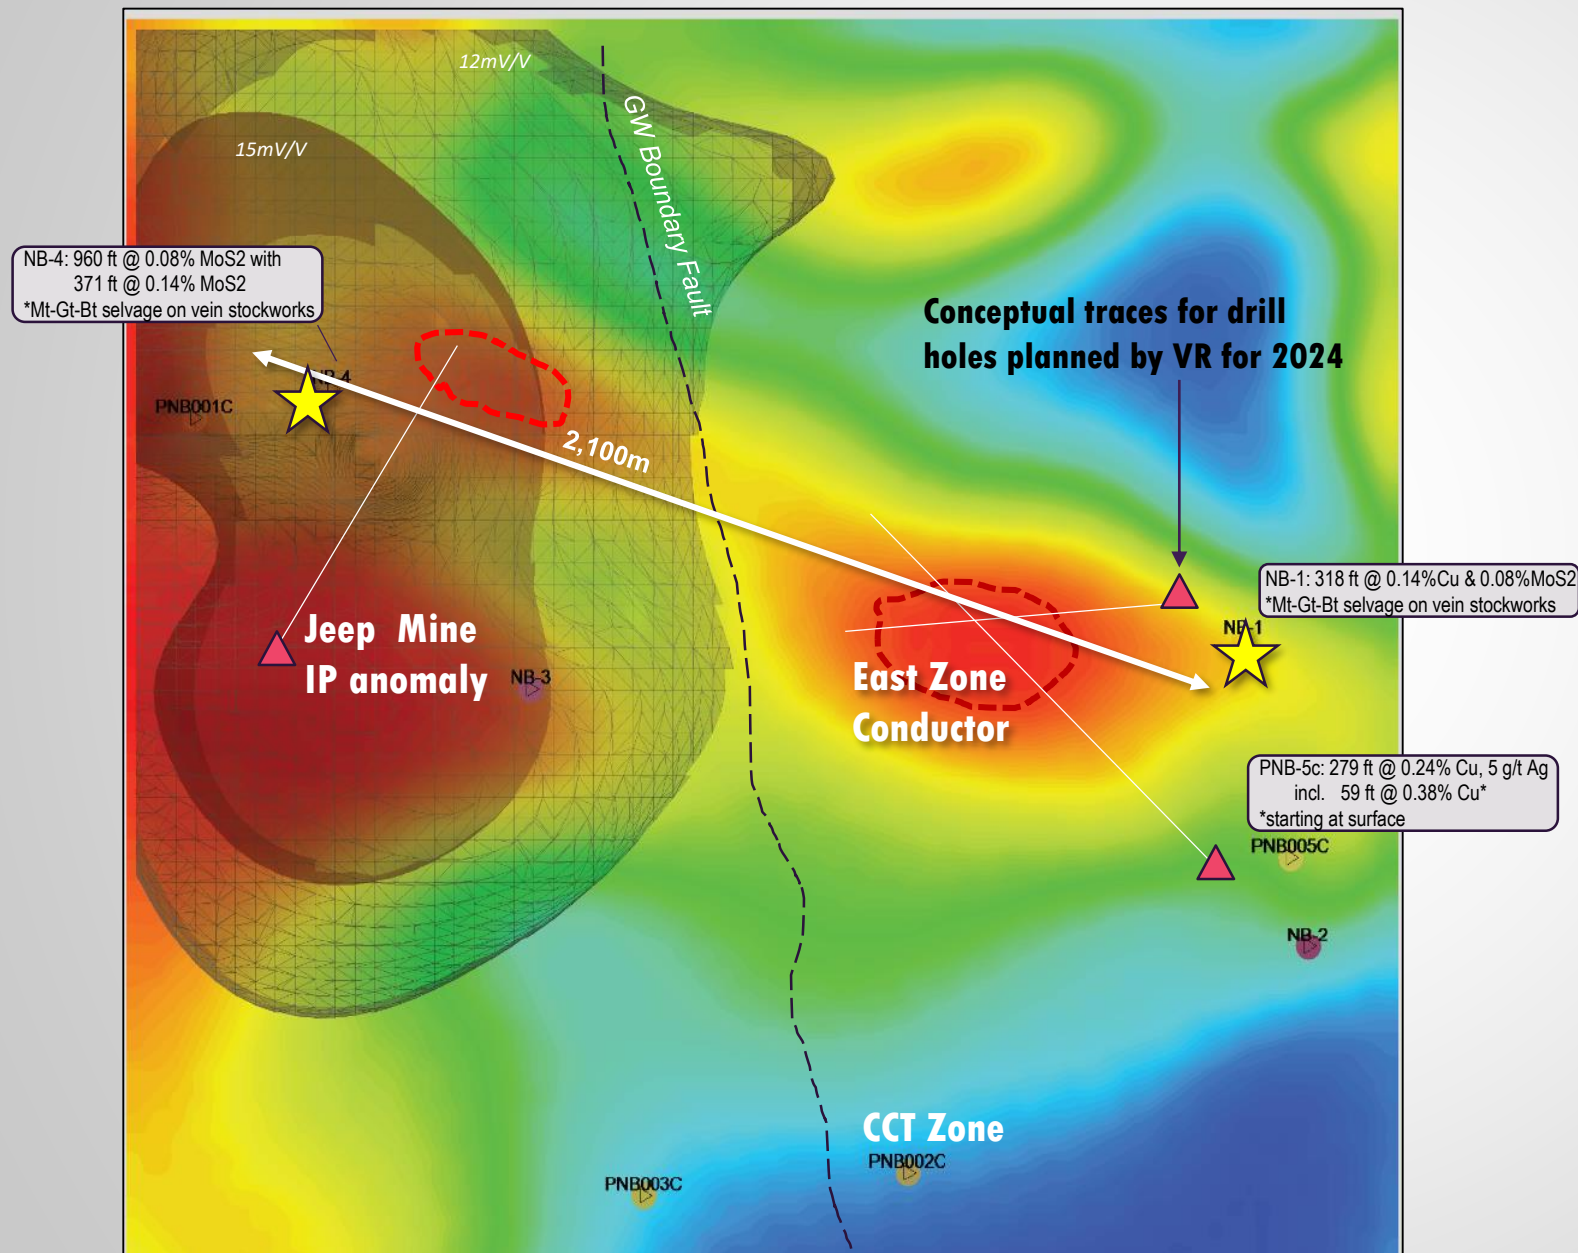 12mV/V
15mV/V
GW Boundary Fault
NB-4: 960 ft @ 0.08% MoS2 with
371 ft @ 0.14% MoS2
*Mt-Gt-Bt selvage on vein stockworks
Conceptual traces for drill
holes planned by VR for 2024
NB-4
PNB001C
2,100m
NB-1: 318 ft @ 0.14%Cu & 0.08%MoS2
*Mt-Gt-Bt selvage on vein stockworks
NB-1
Jeep Mine
IP anomaly
NB-3
East Zone
Conductor
PNB-5c: 279 ft @ 0.24% Cu, 5 g/t Ag
incl. 59 ft @ 0.38% Cu*
*starting at surface
PNB005C
NB-2
CCT Zone
PNB002C
PNB003C